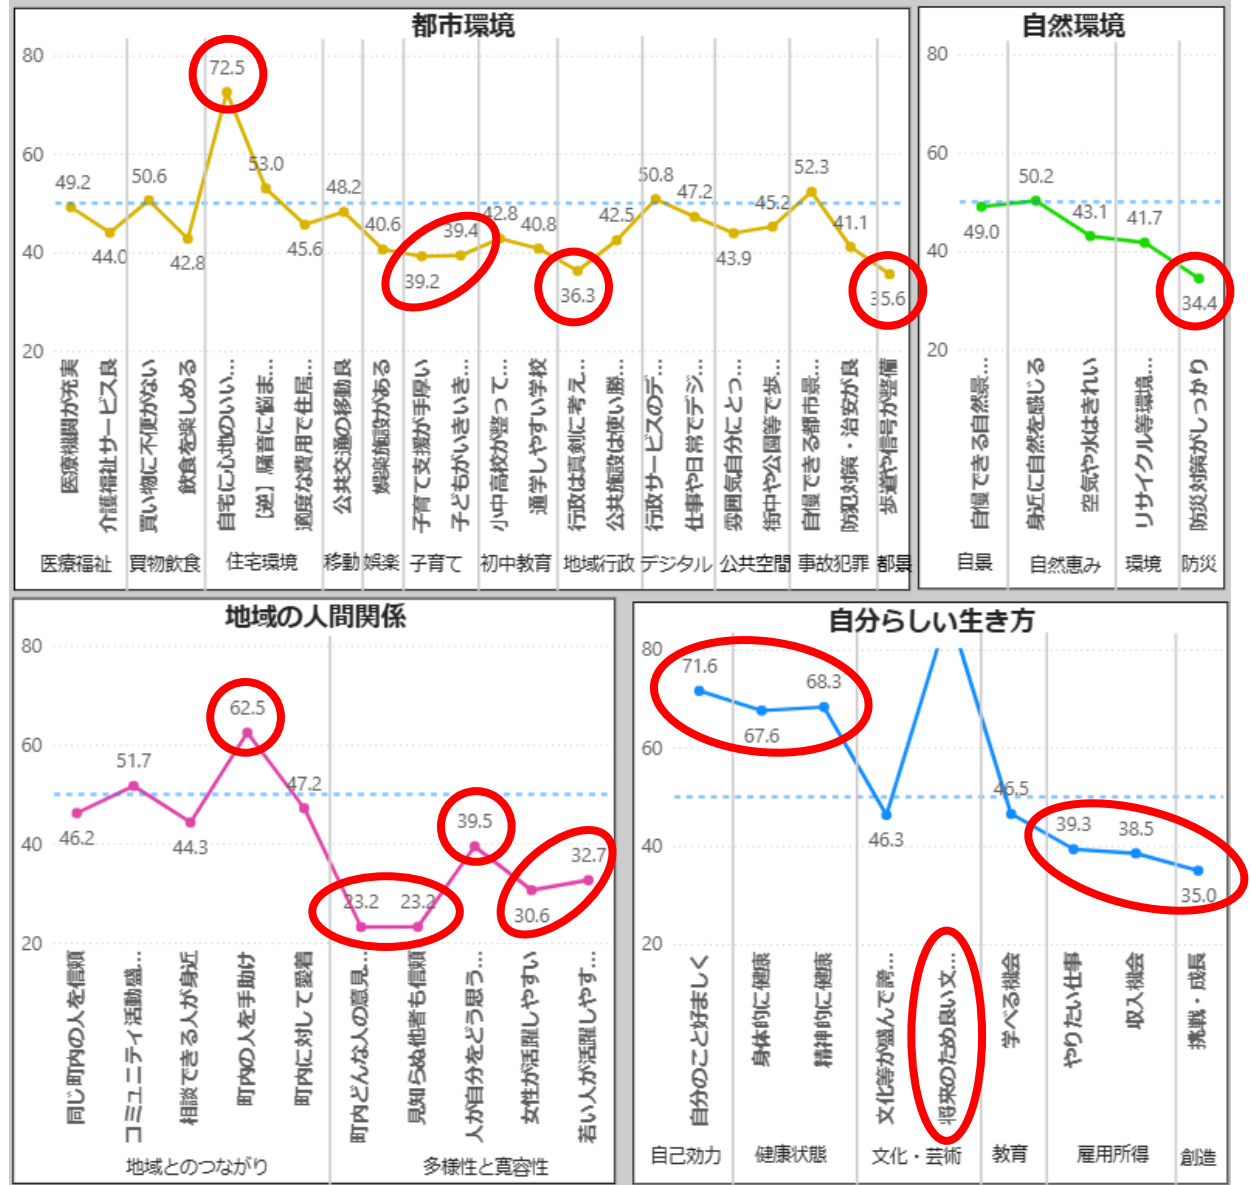 都市環境
80
60
40
20
49.2
44.0
50.6
42.8
72.5
53.0
45.6
48.2
40.6
39.2
39.4
42.8
40.8
36.3
42.5
50.8
47.2
43.9
45.2
52.3
41.1
35.6
医療機関が充実
介護福祉サービス良
買い物に不便がない
飲食を楽しめる
自宅に心地のいい…
【逆】騒音に悩ま…
適度な費用で住居…
公共交通の移動良
娯楽施設がある
子育て支援が手厚い
子どもがいきいき…
小中高校が整って…
通学しやすい学校
行政は真剣に考え…
公共施設は使い勝…
行政サービスのデ…
仕事や日常でデジ…
雰囲気自分にとっ…
街中や公園等で歩…
自慢できる都市景…
防犯対策・治安が良
歩道や信号が整備
医療福祉
買物飲食
住宅環境
移動
娯楽
子育て
初中教育
地域行政
デジタル
公共空間
事故犯罪
都景
自然環境
80
60
40
20
49.0
50.2
43.1
41.7
34.4
自慢できる自然景…
身近に自然を感じる
空気や水はきれい
リサイクル等環境…
防災対策がしっかり
自景
自然恵み
環境
防災
地域の人間関係
80
60
40
20
46.2
51.7
44.3
62.5
47.2
23.2
23.2
39.5
30.6
32.7
同じ町内の人を信頼
コミュニティ活動盛…
相談できる人が身近
町内の人を手助け
町内に対して愛着
町内どんな人の意見…
見知らぬ他者も信頼
人が自分をどう思う…
女性が活躍しやすい
若い人が活躍しやす…
地域とのつながり
多様性と寛容性
自分らしい生き方
80
60
40
20
71.6
67.6
68.3
46.3
46.5
39.3
38.5
35.0
自分のこと好ましく
身体的に健康
精神的に健康
文化等が盛んで誇…
将来のため良い文…
学べる機会
やりたい仕事
収入機会
挑戦・成長
自己効力
健康状態
文化・芸術
教育
雇用所得
創造